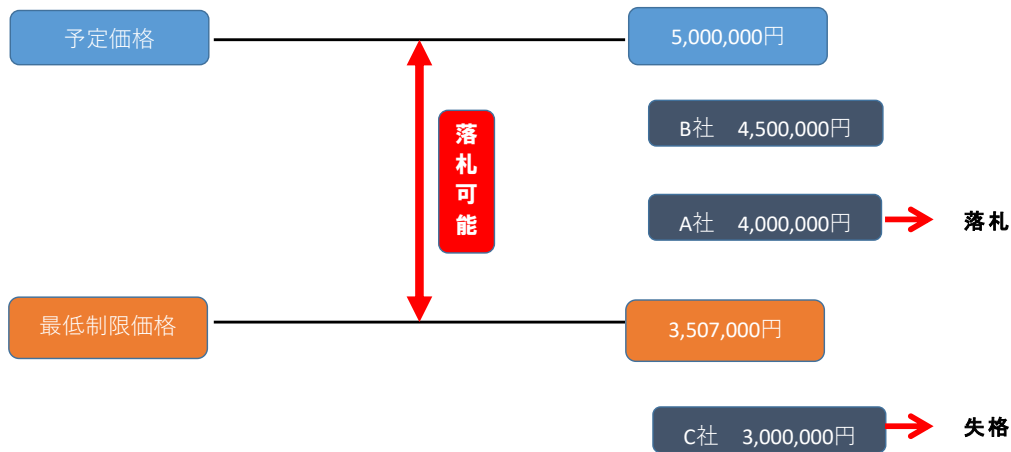 予定価格
5,000,000円
B社 4,500,000円
落札可能
A社 4,000,000円
落札
最低制限価格
3,507,000円
C社 3,000,000円
失格